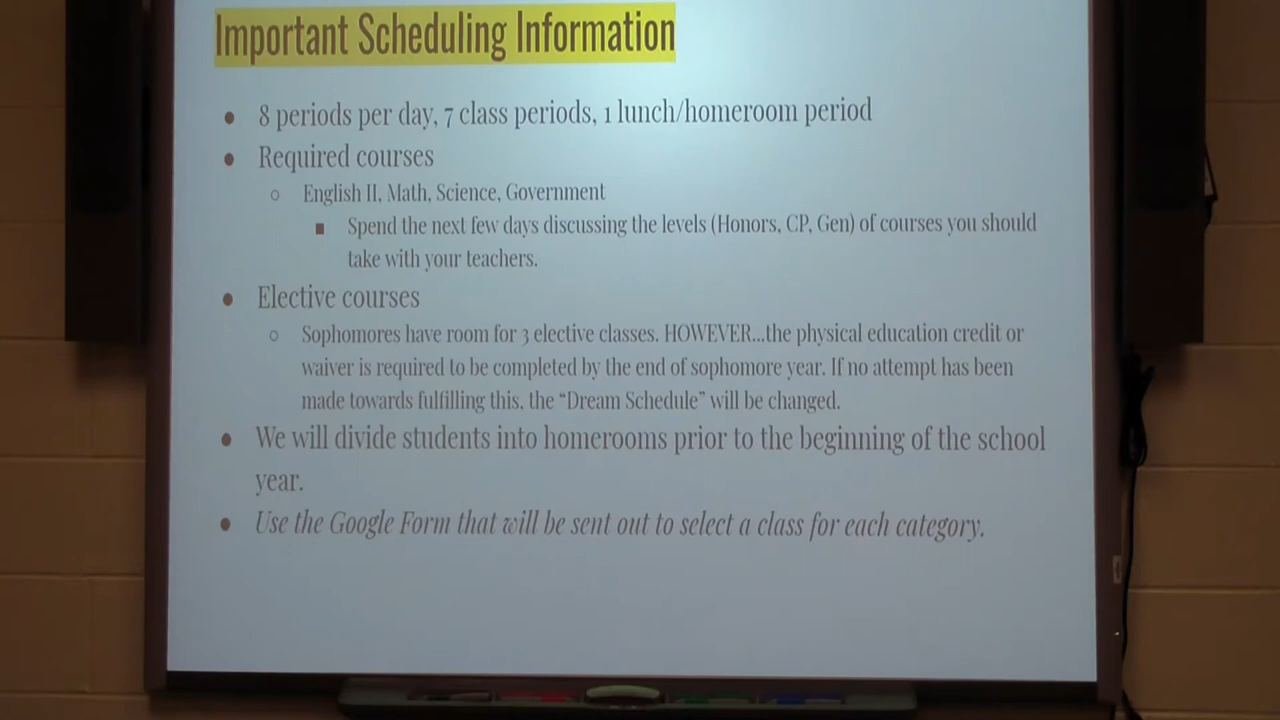 Important Scheduling Information
● 8 periods per day, 7 class periods, 1 lunch/homeroom period
● Required courses
○ English II, Math, Science, Government
■ Spend the next few days discussing the levels (Honors, CP, Gen) of courses you should
take with your teachers.
● Elective courses
○ Sophomores have room for 3 elective classes. HOWEVER...the physical education credit or
waiver is required to be completed by the end of sophomore year. If no attempt has been
made towards fulfilling this, the “Dream Schedule” will be changed.
● We will divide students into homerooms prior to the beginning of the school
year.
● Use the Google Form that will be sent out to select a class for each category.